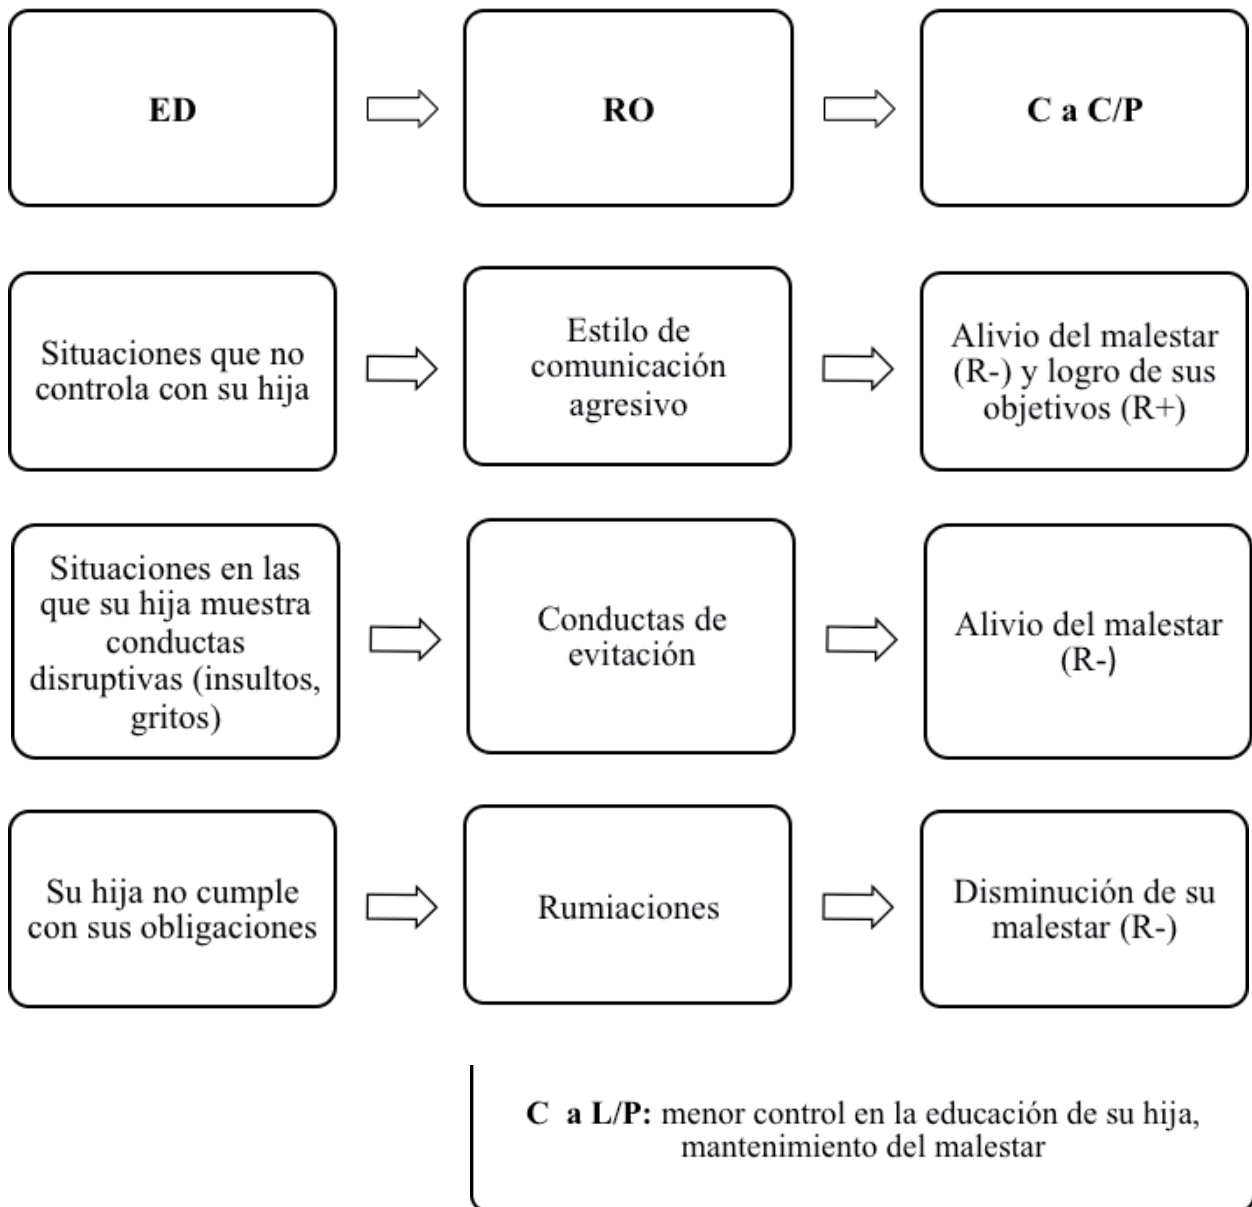 ED
RO
C a C/P
Situaciones que no
controla con su hija
Estilo de
comunicación
agresivo
Alivio del malestar
(R-) y logro de sus
objetivos (R+)
Situaciones en las
que su hija muestra
conductas
disruptivas (insultos,
gritos)
Conductas de
evitación
Alivio del malestar
(R-)
Su hija no cumple
con sus obligaciones
Rumiaciones
Disminución de su
malestar (R-)
C a L/P: menor control en la educación de su hija,
mantenimiento del malestar